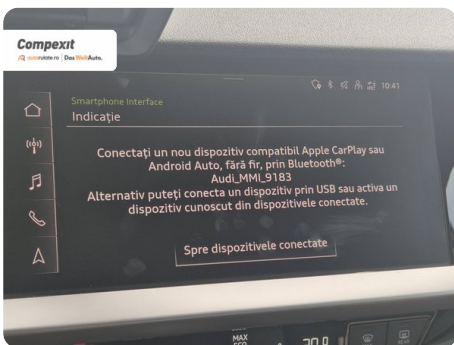 Compexit
autorulate.ro | Das WeltAuto.
10:41
Smartphone Interface
Indicație
Conectați un nou dispozitiv compatibil Apple CarPlay sau
Android Auto, fără fir, prin Bluetooth®:
Audi_MMI_9183
Alternativ puteți conecta un dispozitiv prin USB sau activa un
dispozitiv cunoscut din dispozitivele conectate.
Spre dispozitivele conectate
MAX